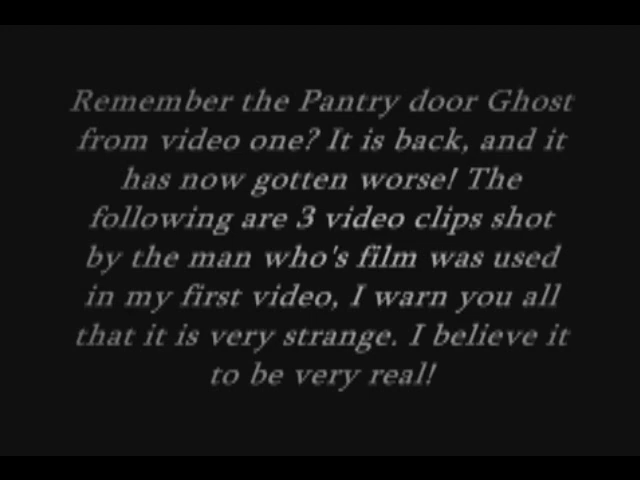 Remember the Pantry door Ghost
from video one? It is back, and it
has now gotten worse! The
following are 3 video clips shot
by the man who's film was used
in my first video, I warn you all
that it is very strange. I believe it
to be very real!